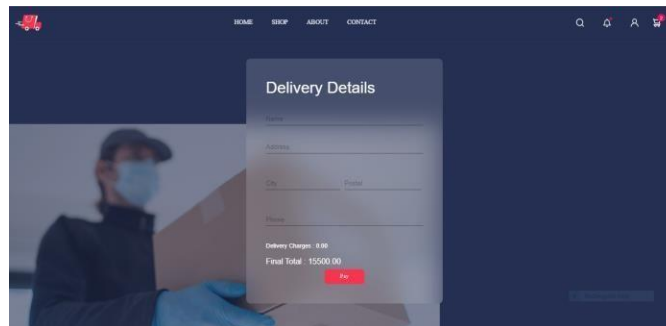 HOME SHOP ABOUT CONTACT
Delivery Details
Name
Address
City Postal
Phone
Delivery Charges : 0.00
Final Total : 15500.00
Pay